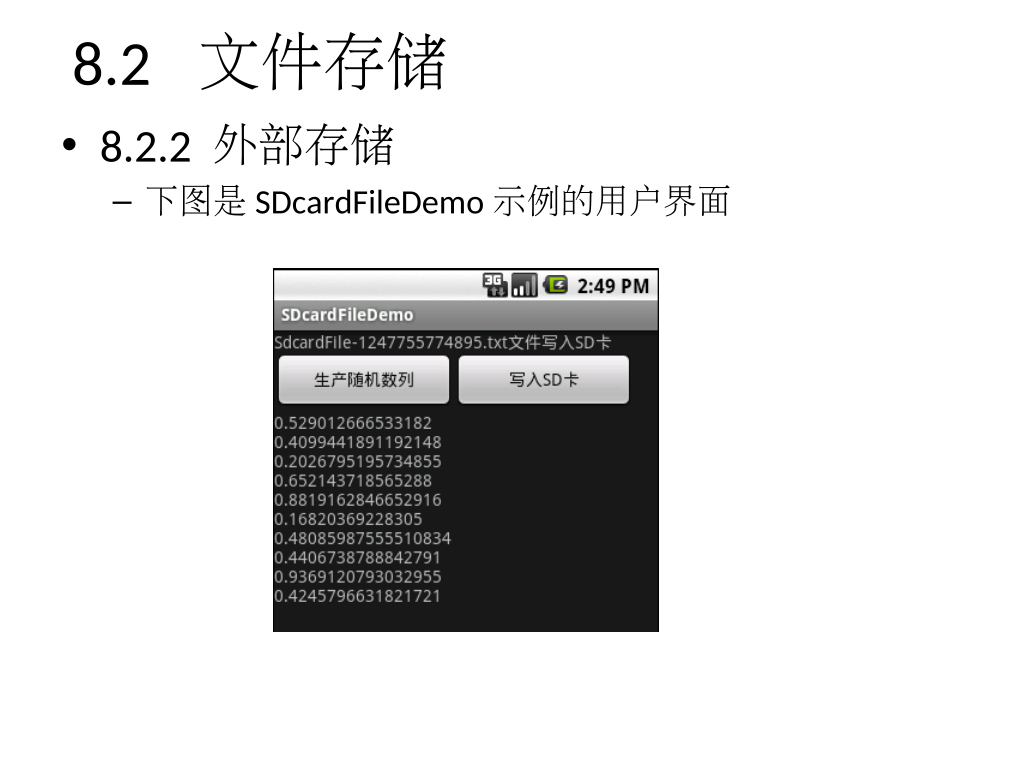 8.2 文件存储
• 8.2.2 外部存储
– 下图是 SDcardFileDemo 示例的用户界面
3G 2:49 PM
SDcardFileDemo
SdcardFile-1247755774895.txt文件写入SD卡
生产随机数列 写入SD卡
0.529012666533182
0.4099441891192148
0.2026795195734855
0.652143718565288
0.8819162846652916
0.16820369228305
0.48085987555510834
0.4406738788842791
0.9369120793032955
0.4245796631821721